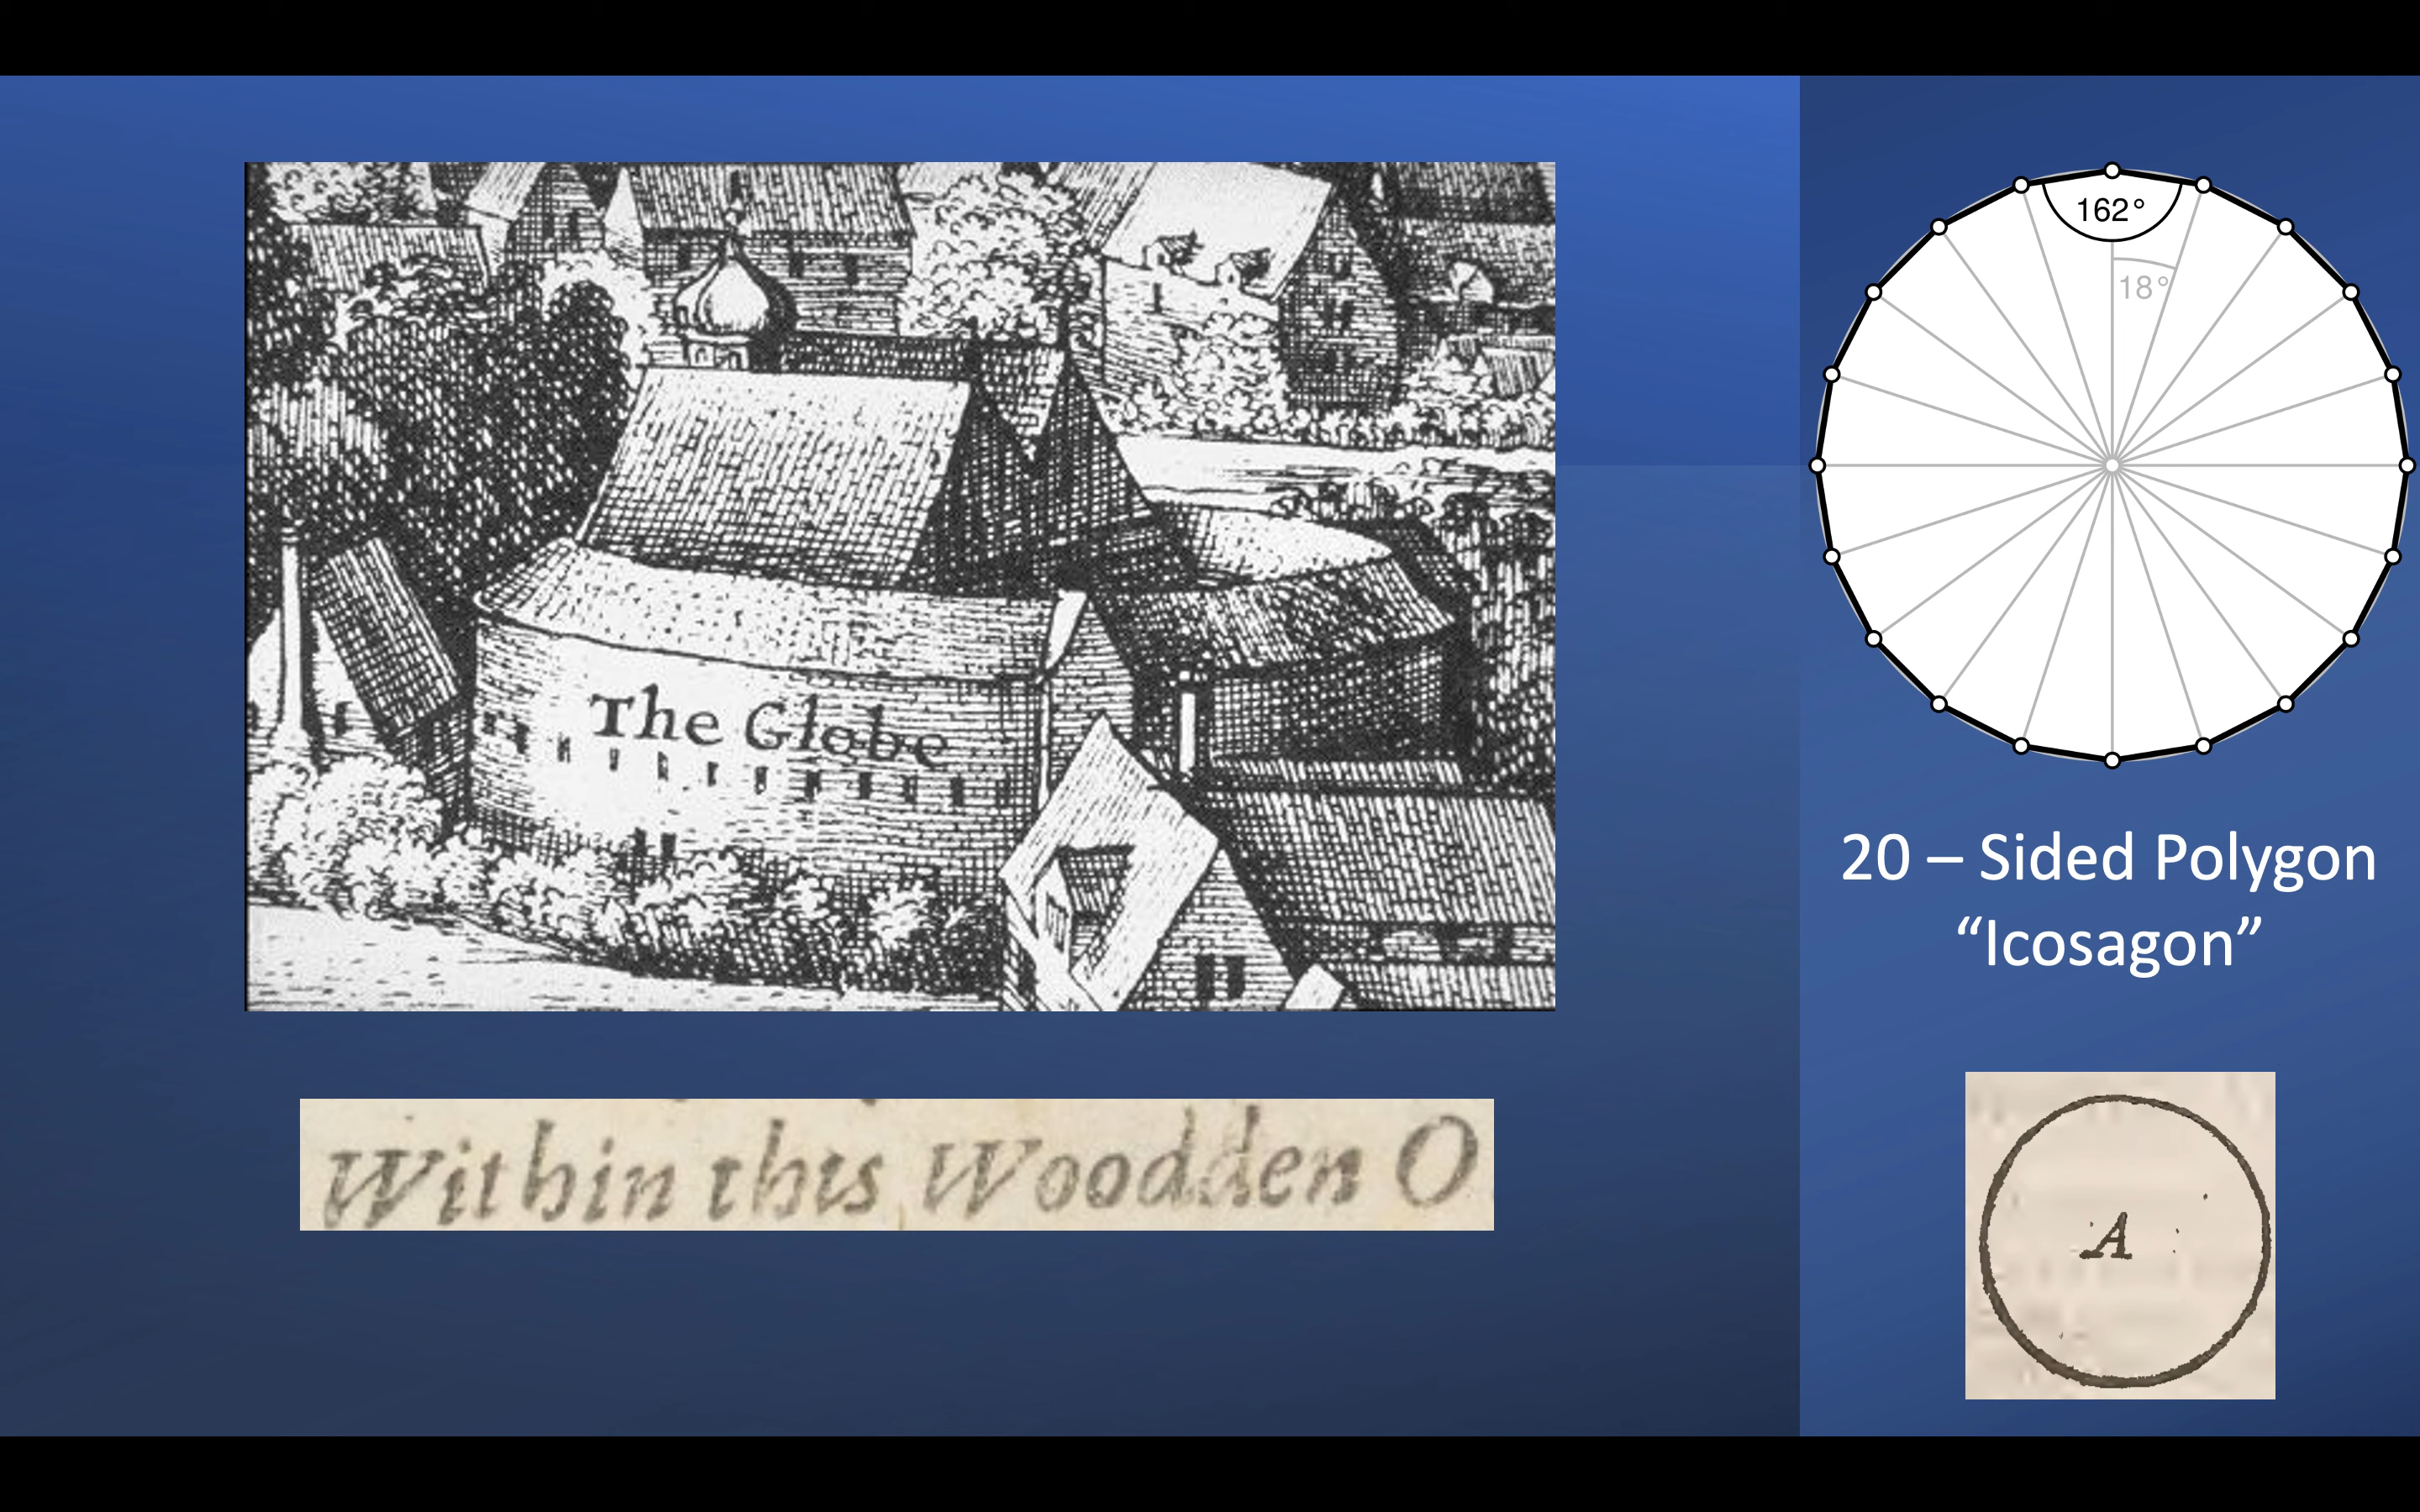 The Globe
Within this Woodden O
162°
18°
20 – Sided Polygon
“Icosagon”
A